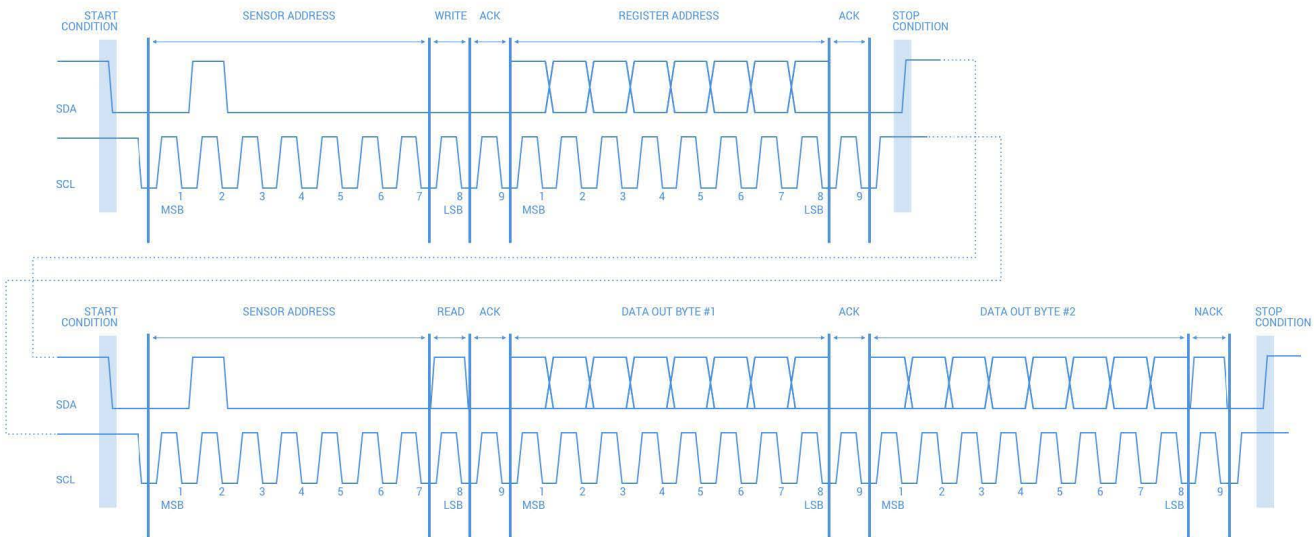 START CONDITION
SENSOR ADDRESS
WRITE
ACK
REGISTER ADDRESS
ACK
STOP CONDITION
SDA
SCL
1 2 3 4 5 6 7 8 9 1 2 3 4 5 6 7 8 9
MSB LSB MSB LSB
START CONDITION
SENSOR ADDRESS
READ
ACK
DATA OUT BYTE #1
ACK
DATA OUT BYTE #2
NACK
STOP CONDITION
SDA
SCL
1 2 3 4 5 6 7 8 9 1 2 3 4 5 6 7 8 9 1 2 3 4 5 6 7 8 9
MSB LSB MSB LSB MSB LSB